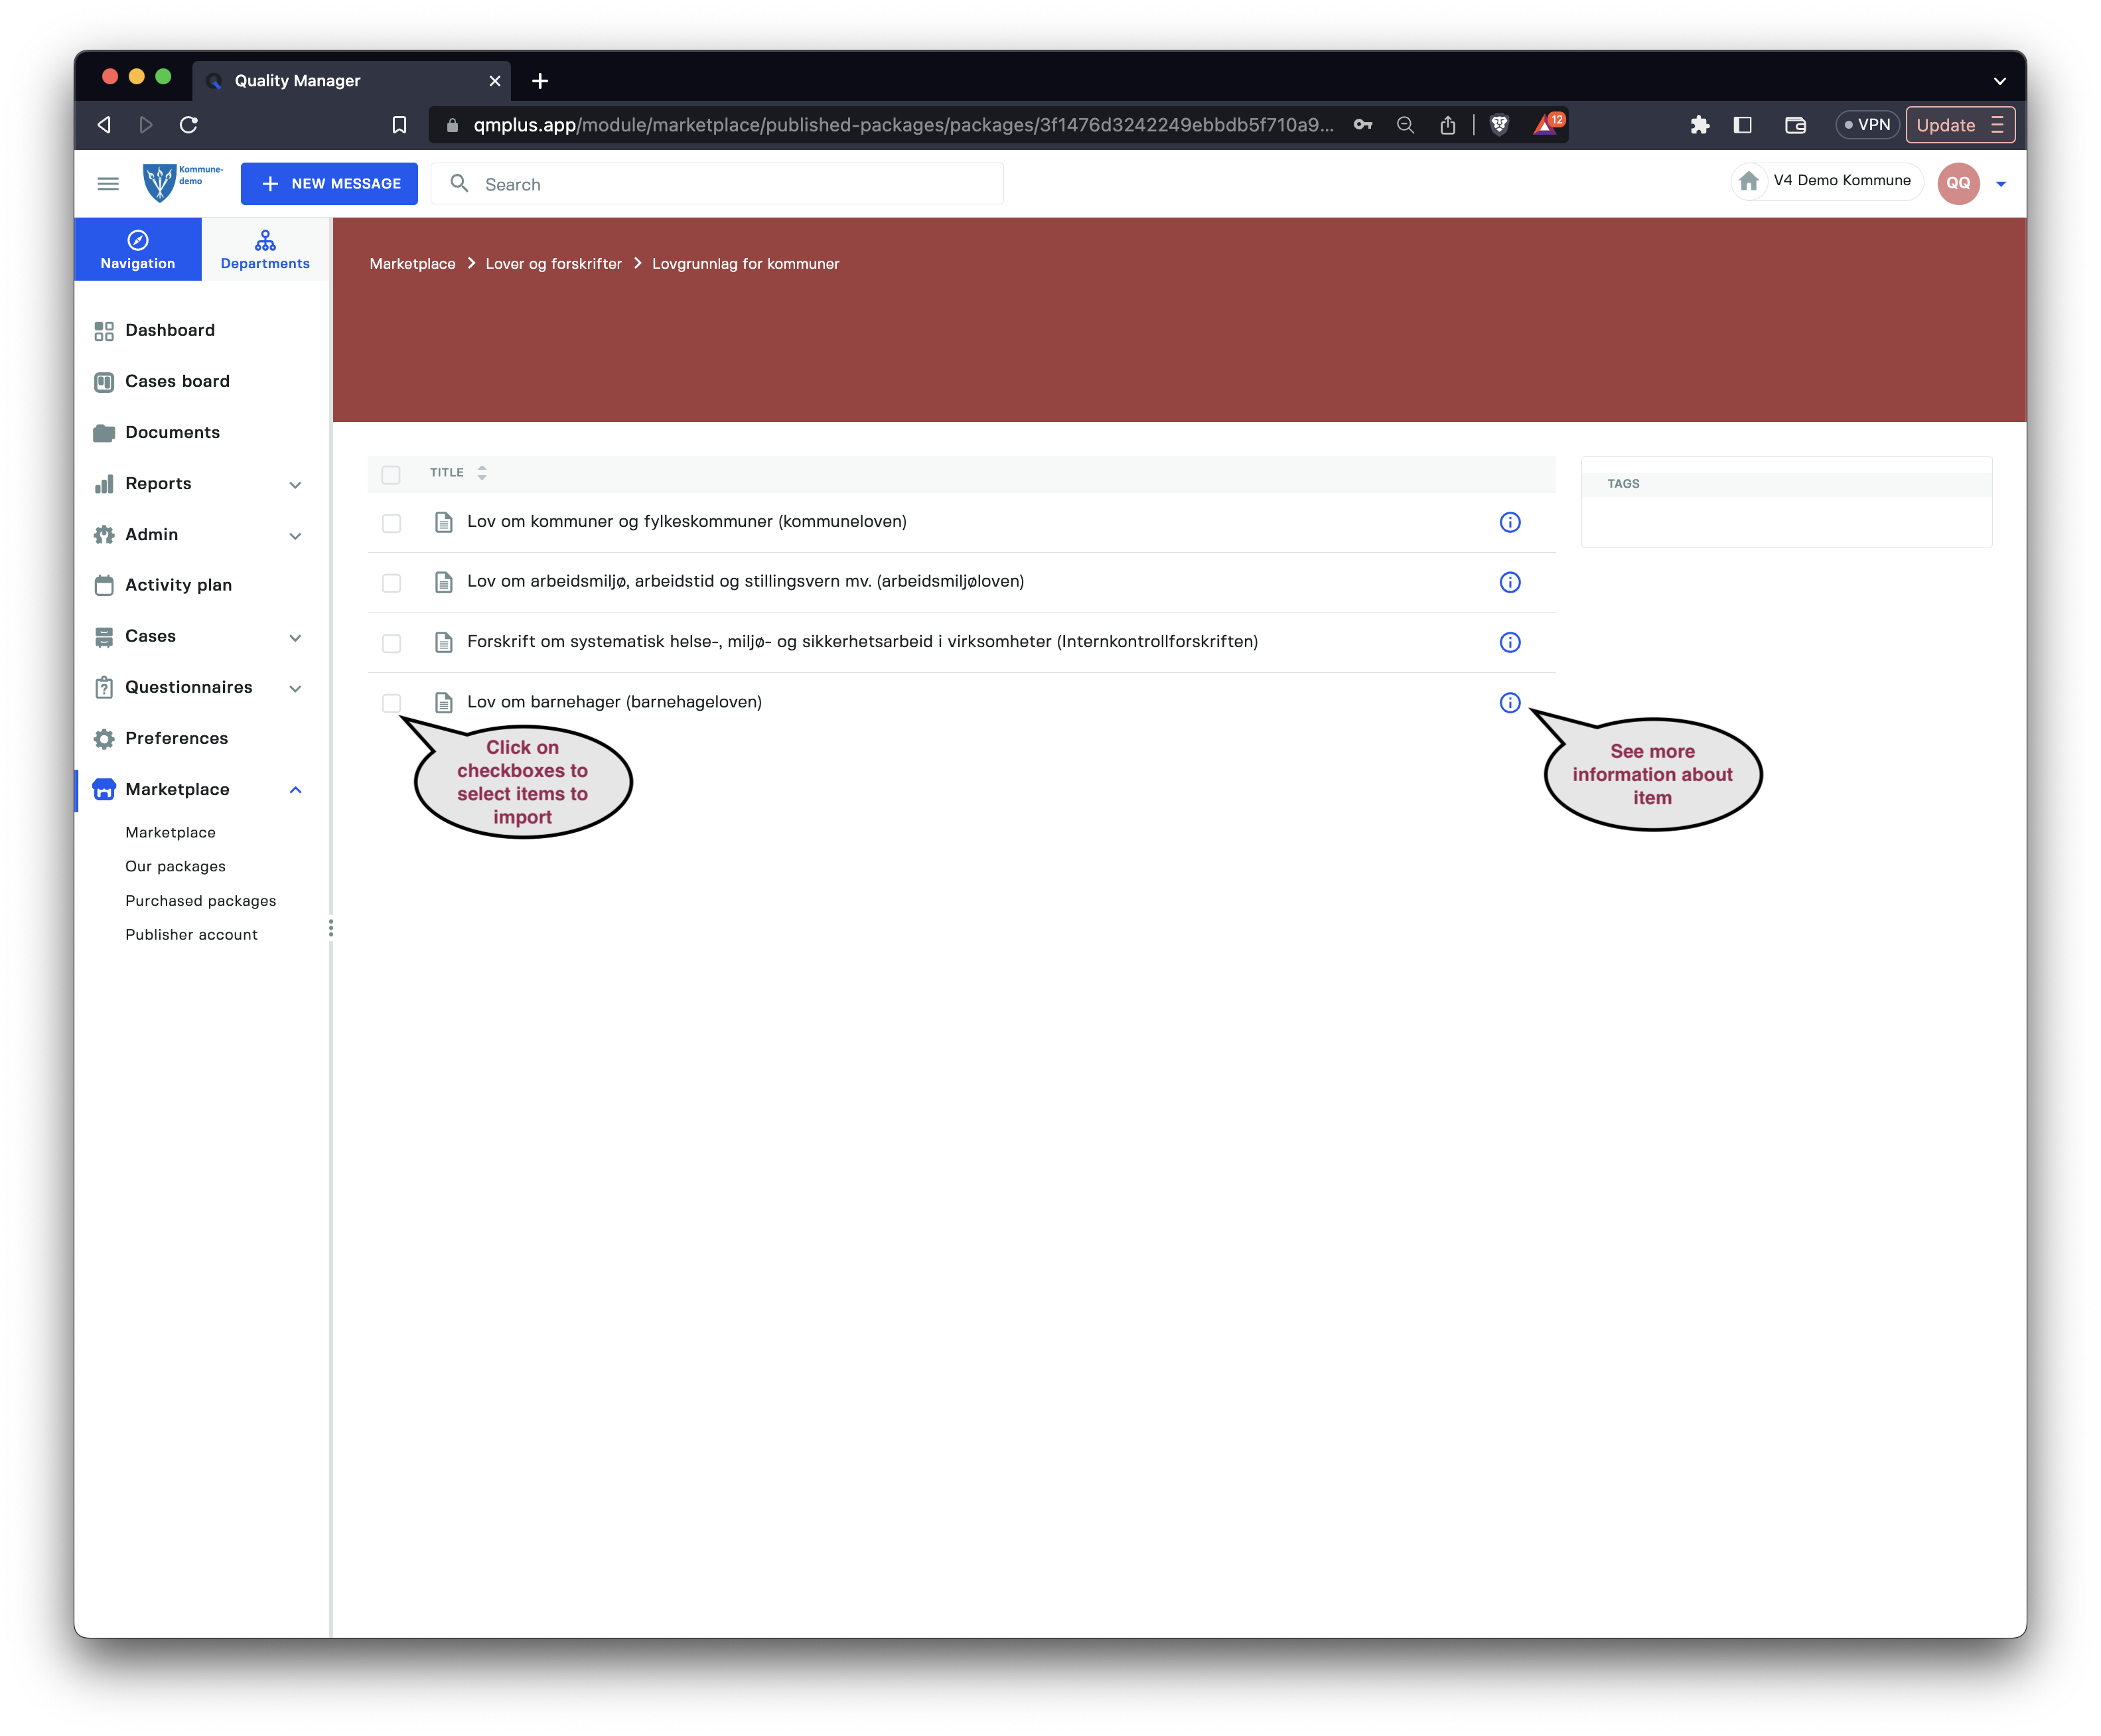 Quality Manager
qmplus.app/module/marketplace/published-packages/packages/3f1476d3242249ebbdb5f710a9...
12
VPN
Update
Kommune-
demo
NEW MESSAGE
Search
V4 Demo Kommune
QQ
Navigation
Departments
Marketplace > Lover og forskrifter > Lovgrunnlag for kommuner
Dashboard
Cases board
Documents
Reports
Admin
Activity plan
Cases
Questionnaires
Preferences
Marketplace
Marketplace
Our packages
Purchased packages
Publisher account
TITLE
Lov om kommuner og fylkeskommuner (kommuneloven)
Lov om arbeidsmiljø, arbeidstid og stillingsvern mv. (arbeidsmiljøloven)
Forskrift om systematisk helse-, miljø- og sikkerhetsarbeid i virksomheter (Internkontrollforskriften)
Lov om barnehager (barnehageloven)
Click on
checkboxes to
select items to
import
See more
information about
item
TAGS